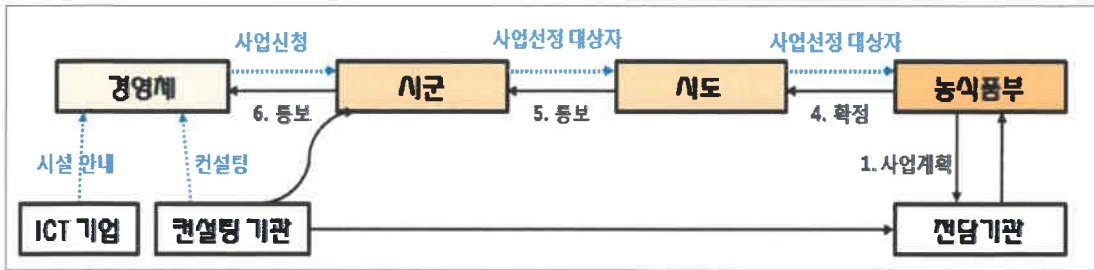 사업신청
사업선정 대상자
사업선정 대상자
경영체
시군
시도
농식품부
6. 통보
5. 통보
4. 확정
시설 안내
컨설팅
1. 사업계획
ICT 기업
컨설팅 기관
전담기관